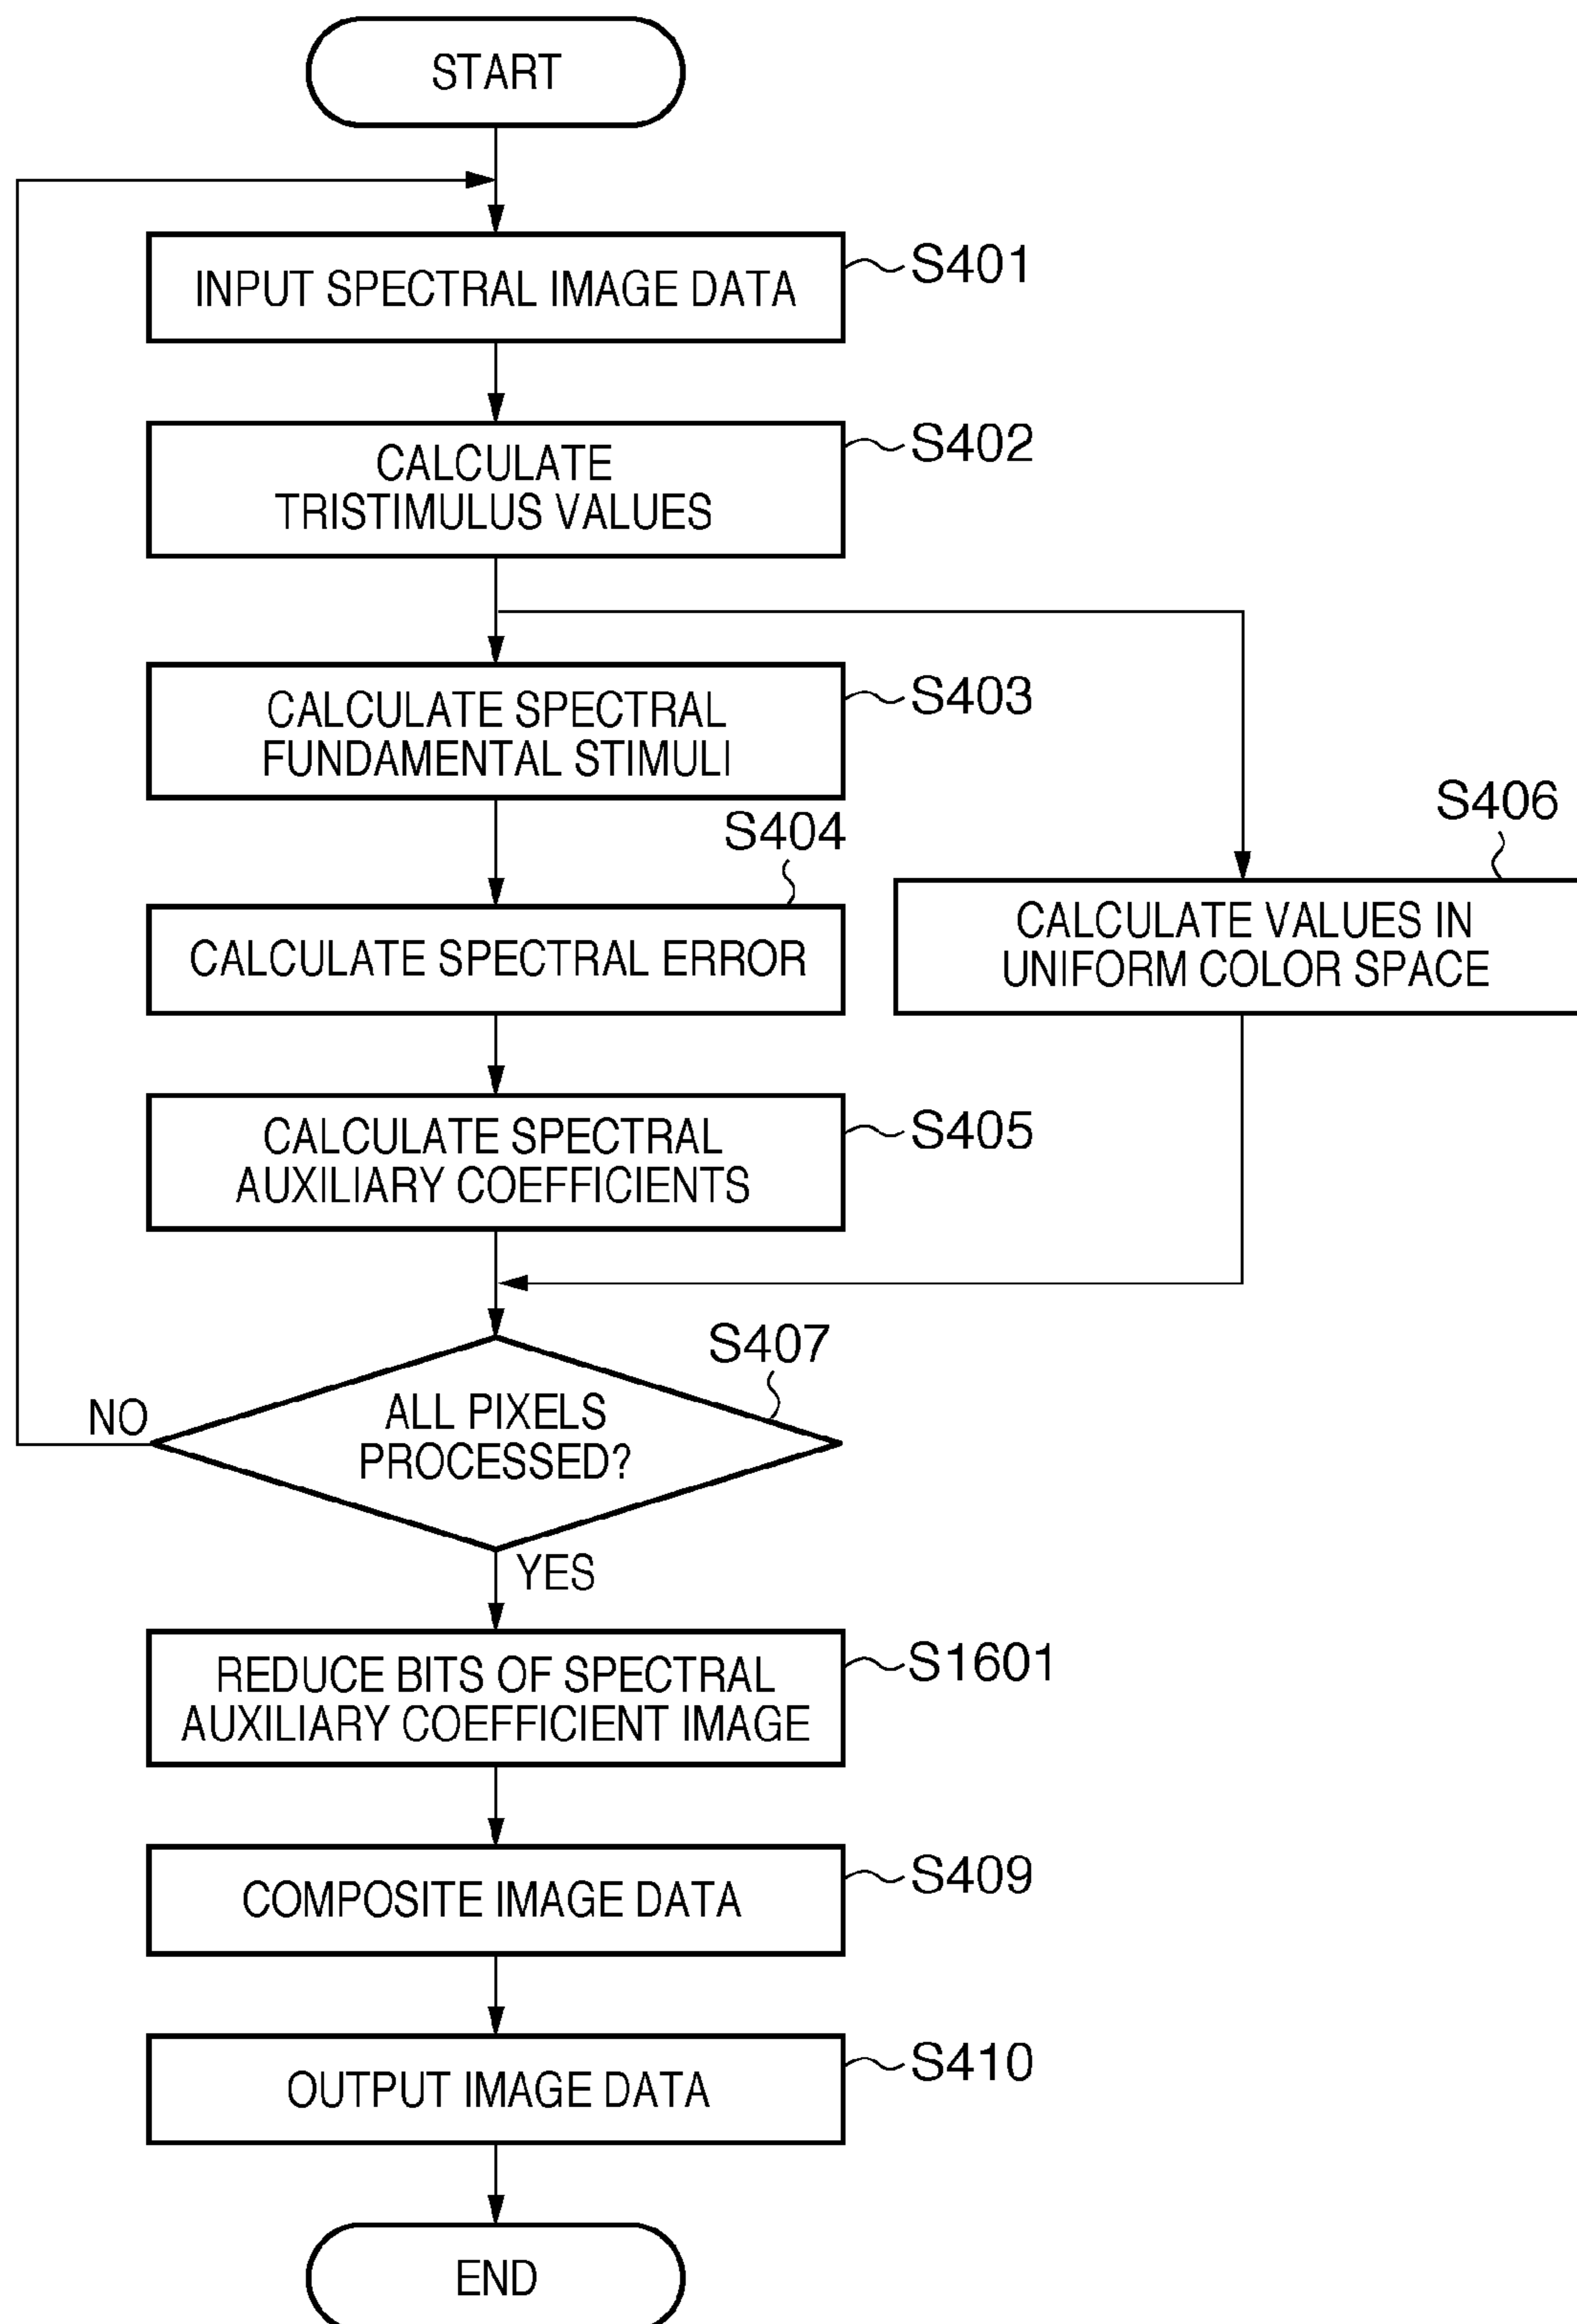 START
INPUT SPECTRAL IMAGE DATA
S401
CALCULATE
TRISTIMULUS VALUES
S402
CALCULATE SPECTRAL
FUNDAMENTAL STIMULI
S403
S404
CALCULATE SPECTRAL ERROR
S406
CALCULATE VALUES IN
UNIFORM COLOR SPACE
CALCULATE SPECTRAL
AUXILIARY COEFFICIENTS
S405
S407
ALL PIXELS
PROCESSED?
NO
YES
REDUCE BITS OF SPECTRAL
AUXILIARY COEFFICIENT IMAGE
S1601
COMPOSITE IMAGE DATA
S409
OUTPUT IMAGE DATA
S410
END